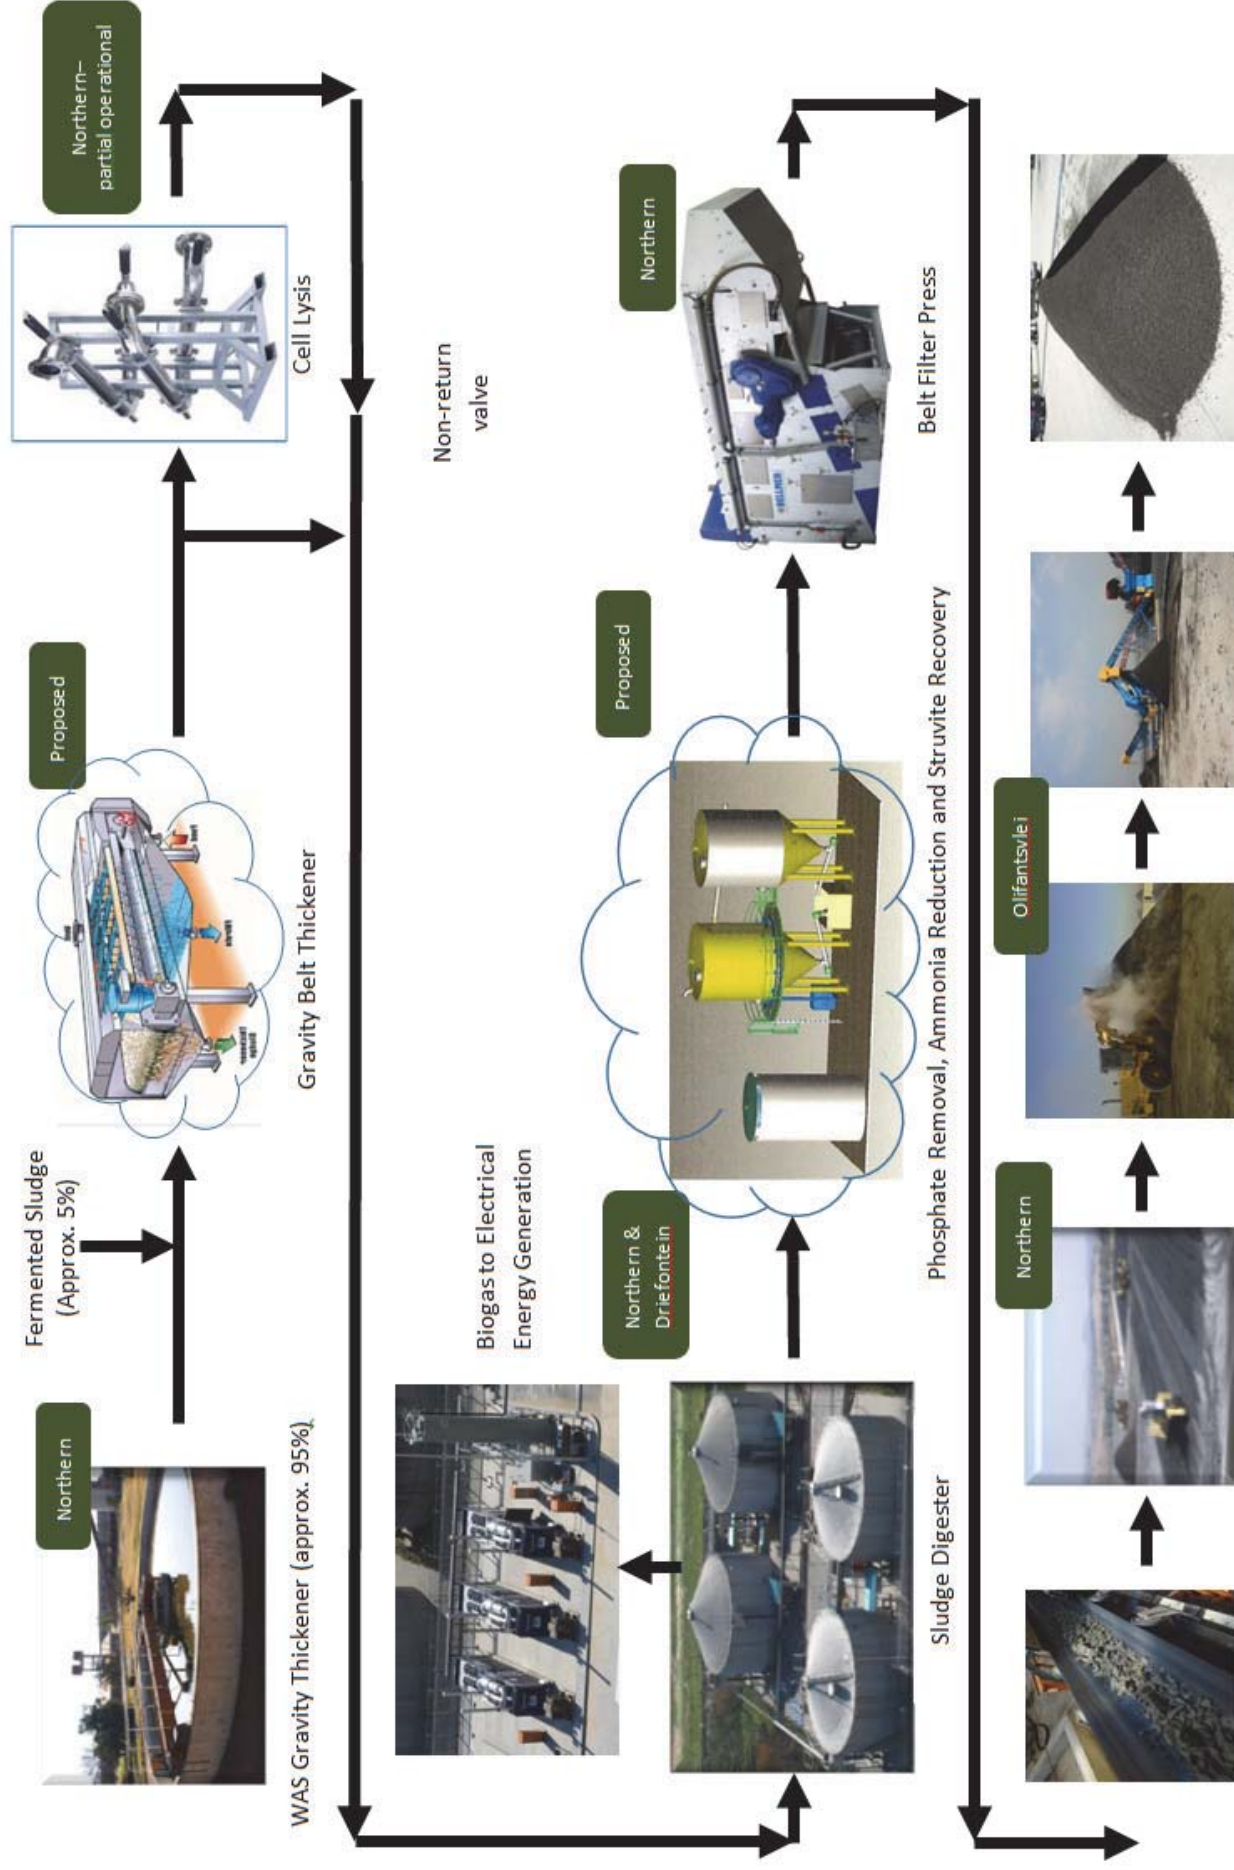 Northern
WAS Gravity Thickener (approx. 95%)
Fermented Sludge
(Approx. 5%)
Proposed
Gravity Belt Thickener
Northern–
partial operational
Cell Lysis
Non-return
valve
Biogas to Electrical
Energy Generation
Sludge Digester
Northern &
Driefontein
Proposed
Phosphate Removal, Ammonia Reduction and Struvite Recovery
Northern
BELLMER
Belt Filter Press
Northern
Olifantsvlei